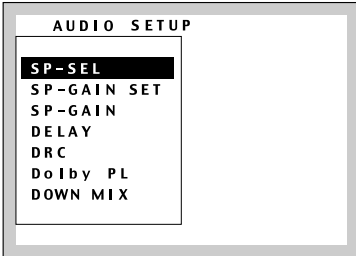 AUDIO SETUP
SP-SEL
SP-GAIN SET
SP-GAIN
DELAY
DRC
Dolby PL
DOWN MIX